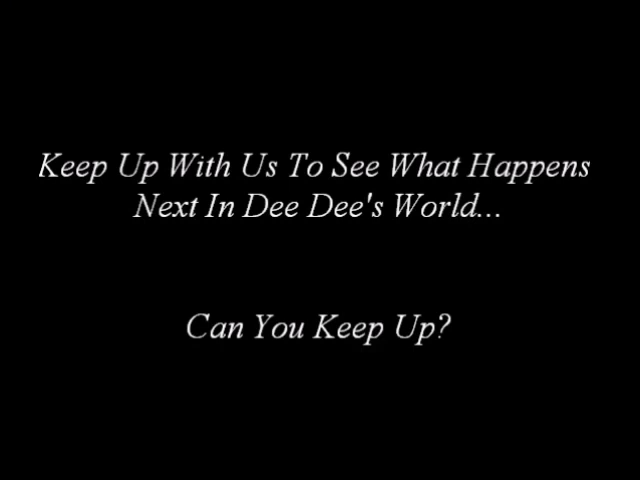 Keep Up With Us To See What Happens
Next In Dee Dee's World...
Can You Keep Up?